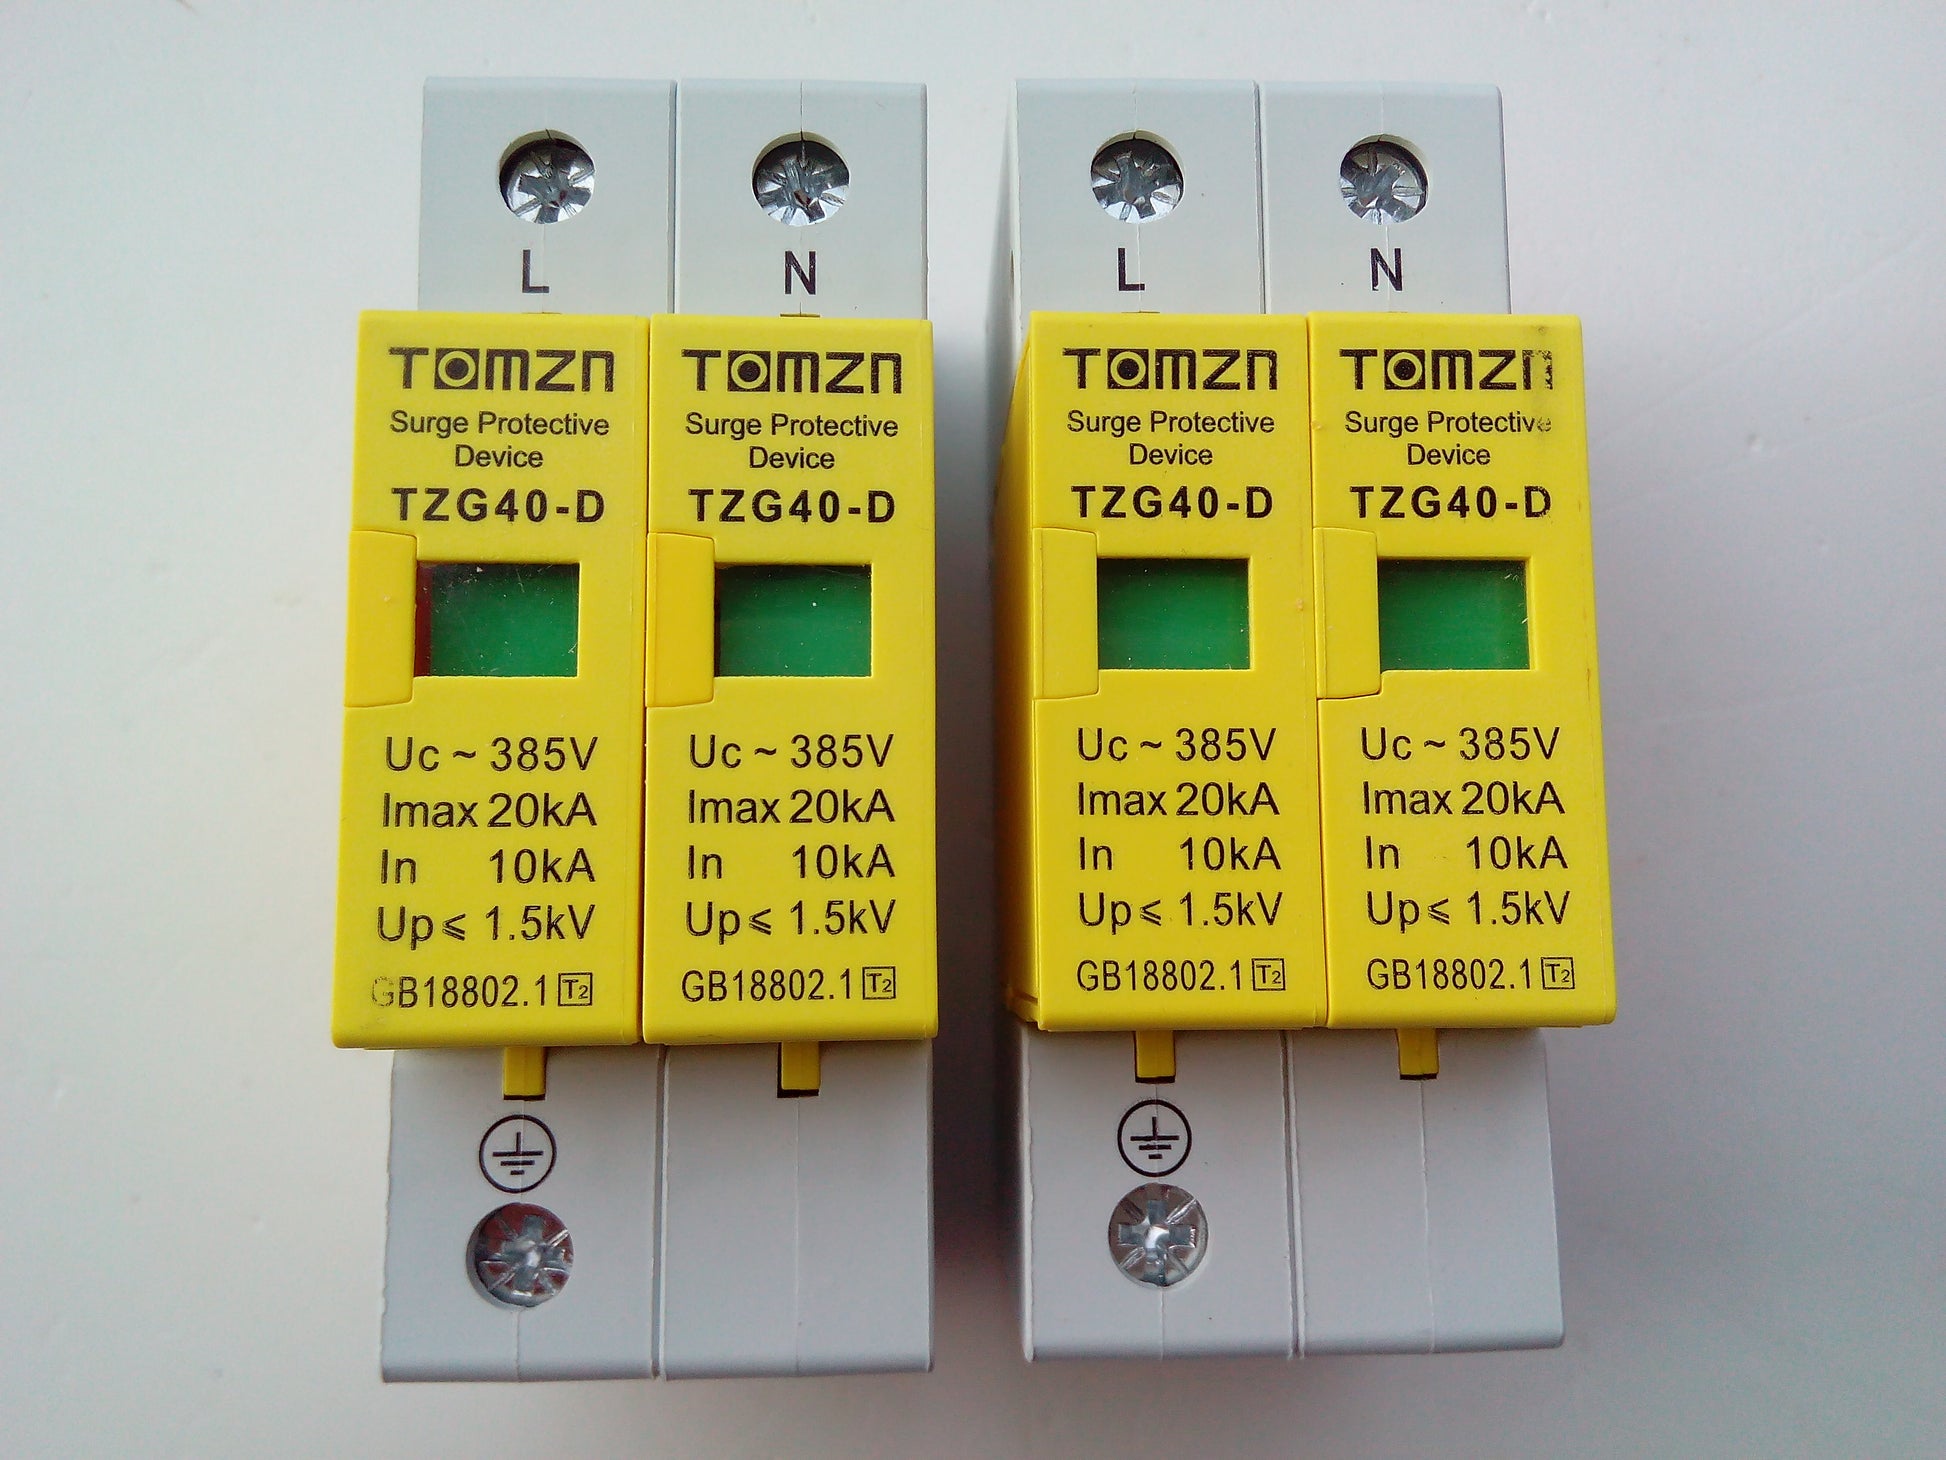 L
N
TOMZN
Surge Protective
Device
TZG40-D
Uc ~ 385V
Imax 20kA
In 10kA
Up ⩽ 1.5kV
GB18802.1 T2
TOMZN
Surge Protective
Device
TZG40-D
Uc ~ 385V
Imax 20kA
In 10kA
Up ⩽ 1.5kV
GB18802.1 T2
L
N
TOMZN
Surge Protective
Device
TZG40-D
Uc ~ 385V
Imax 20kA
In 10kA
Up ⩽ 1.5kV
GB18802.1 T2
TOMZN
Surge Protective
Device
TZG40-D
Uc ~ 385V
Imax 20kA
In 10kA
Up ⩽ 1.5kV
GB18802.1 T2